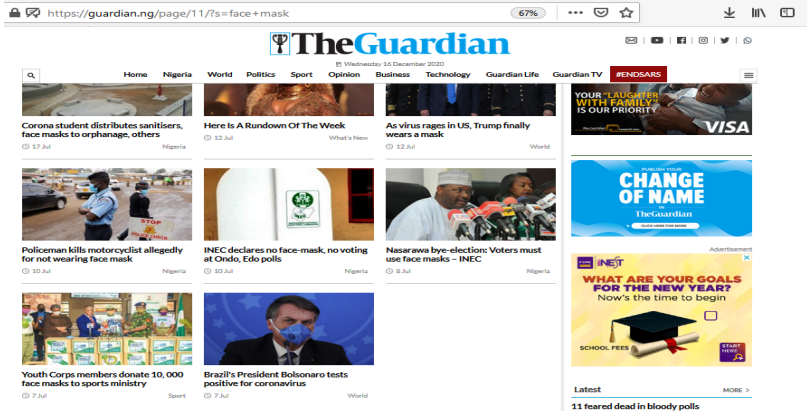 https://guardian.ng/page/11/?s=face+mask
67%
TheGuardian
Wednesday 16 December 2020
Home Nigeria World Politics Sport Opinion Business Technology Guardian Life Guardian TV #ENDSARS
Corona student distributes sanitisers,
face masks to orphanage, others
17 Jul Nigeria
Here Is A Rundown Of The Week
12 Jul What's New
As virus rages in US, Trump finally
wears a mask
12 Jul World
STOP
POLICE CHECK
Policeman kills motorcyclist allegedly
for not wearing face mask
10 Jul Nigeria
INEC declares no face-mask, no voting
at Ondo, Edo polls
10 Jul Nigeria
Nasarawa bye-election: Voters must
use face masks – INEC
8 Jul Nigeria
Youth Corps members donate 10, 000
face masks to sports ministry
7 Jul Sport
Brazil's President Bolsonaro tests
positive for coronavirus
7 Jul World
YOUR "LAUGHTER
WITH FAMILY"
IS OUR PRIORITY
VISA
PUBLISH YOUR
CHANGE
OF NAME
IN
TheGuardian
CLICK HERE FOR MORE
Advertisement
FCMB iNEST
WHAT ARE YOUR GOALS
FOR THE NEW YEAR?
Now's the time to begin
SCHOOL FEES
START
HERE
Latest MORE >
11 feared dead in bloody polls